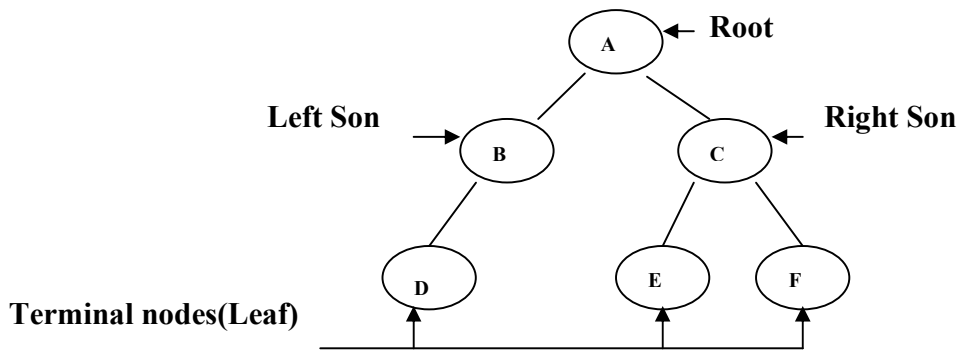 A
Root
Left Son
Right Son
B
C
D
E
F
Terminal nodes(Leaf)